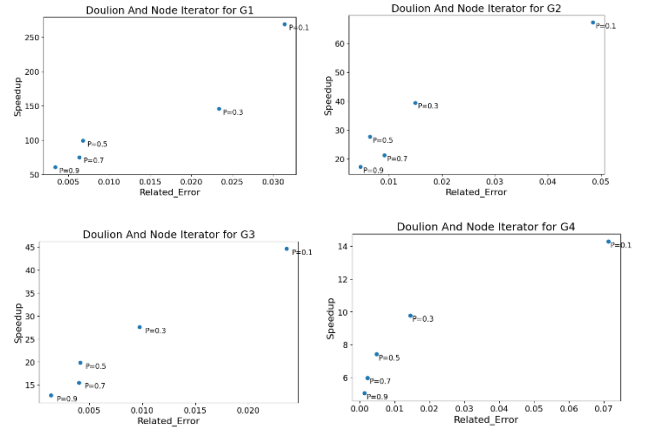 Doulion And Node Iterator for G1
Speedup
250
200
150
100
50
P=0.1
P=0.3
P=0.5
P=0.7
P=0.9
0.005 0.010 0.015 0.020 0.025 0.030
Related_Error
Doulion And Node Iterator for G2
Speedup
60
50
40
30
20
P=0.1
P=0.3
P=0.5
P=0.7
P=0.9
0.01 0.02 0.03 0.04 0.05
Related_Error
Doulion And Node Iterator for G3
Speedup
45
40
35
30
25
20
15
P=0.1
P=0.3
P=0.5
P=0.7
P=0.9
0.005 0.010 0.015 0.020
Related_Error
Doulion And Node Iterator for G4
Speedup
14
12
10
8
6
P=0.1
P=0.3
P=0.5
P=0.7
P=0.9
0.00 0.01 0.02 0.03 0.04 0.05 0.06 0.07
Related_Error